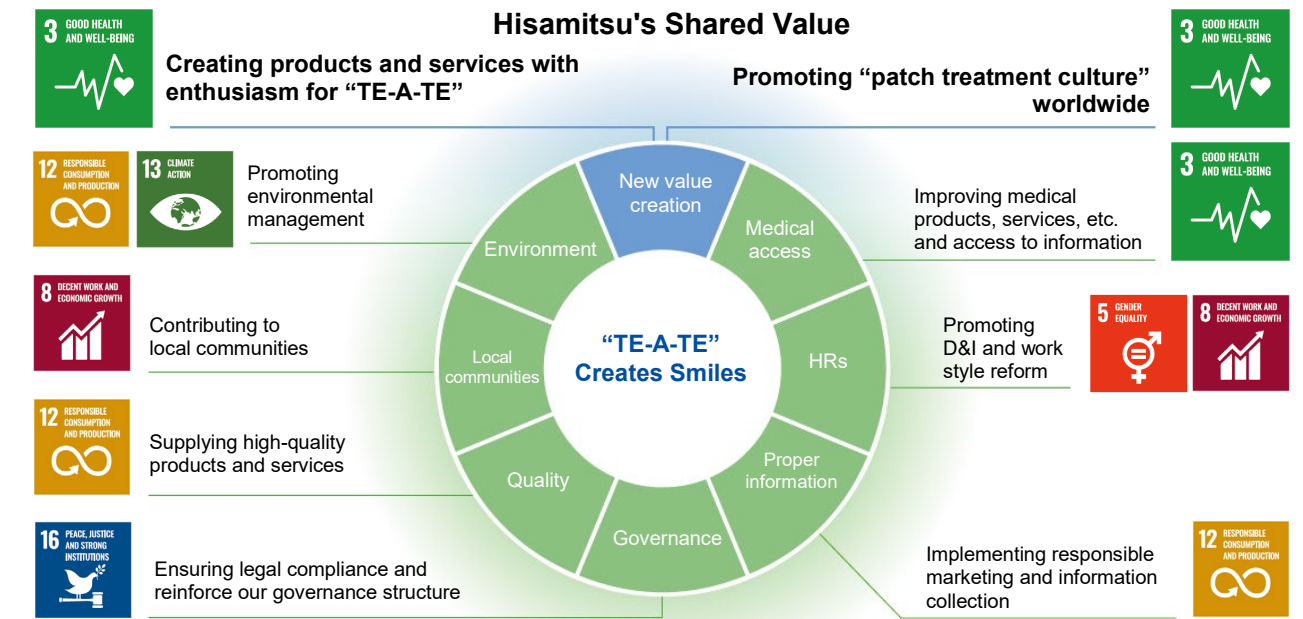 Hisamitsu's Shared Value
3 GOOD HEALTH
AND WELL-BEING
Creating products and services with
enthusiasm for “TE-A-TE”
Promoting “patch treatment culture”
worldwide
3 GOOD HEALTH
AND WELL-BEING
12 RESPONSIBLE
CONSUMPTION
AND PRODUCTION
13 CLIMATE
ACTION
Promoting
environmental
management
8 DECENT WORK AND
ECONOMIC GROWTH
Contributing to
local communities
12 RESPONSIBLE
CONSUMPTION
AND PRODUCTION
Supplying high-quality
products and services
16 PEACE, JUSTICE
AND STRONG
INSTITUTIONS
Ensuring legal compliance and
reinforce our governance structure
New value
creation
Medical
access
HRs
Proper
information
Governance
Quality
Local
communities
Environment
“TE-A-TE”
Creates Smiles
Improving medical
products, services, etc.
and access to information
3 GOOD HEALTH
AND WELL-BEING
Promoting
D&I and work
style reform
5 GENDER
EQUALITY
8 DECENT WORK AND
ECONOMIC GROWTH
Implementing responsible
marketing and information
collection
12 RESPONSIBLE
CONSUMPTION
AND PRODUCTION